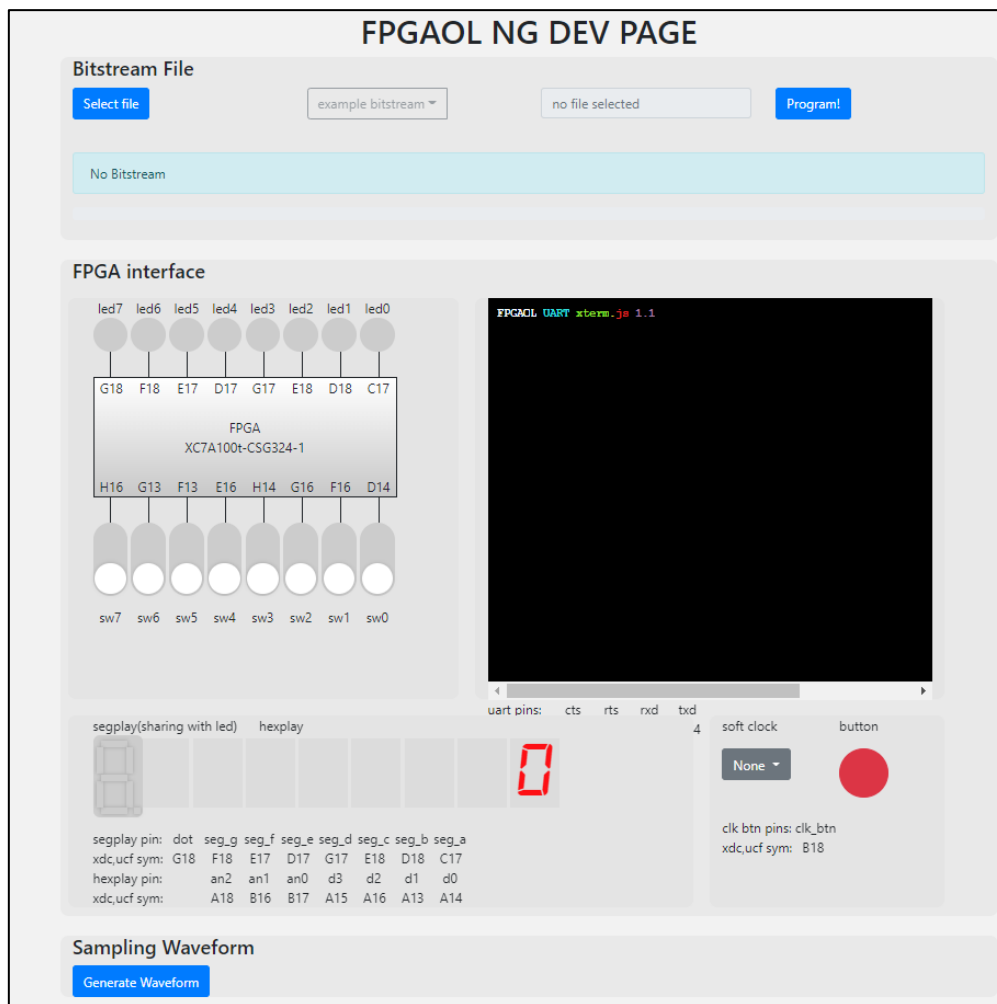 FPGAOL NG DEV PAGE
Bitstream File
Select file example bitstream no file selected Program!
No Bitstream
FPGA interface
led7 led6 led5 led4 led3 led2 led1 led0
G18 F18 E17 D17 G17 E18 D18 C17
FPGA
XC7A100t-CSG324-1
H16 G13 F13 E16 H14 G16 F16 D14
sw7 sw6 sw5 sw4 sw3 sw2 sw1 sw0
FPGAOL UART xterm.js 1.1
uart pins: cts rts rxd txd
segplay(sharing with led) hexplay 4
0
segplay pin: dot seg_g seg_f seg_e seg_d seg_c seg_b seg_a
xdc,ucf sym: G18 F18 E17 D17 G17 E18 D18 C17
hexplay pin: an2 an1 an0 d3 d2 d1 d0
xdc,ucf sym: A18 B16 B17 A15 A16 A13 A14
soft clock button
None
clk btn pins: clk_btn
xdc,ucf sym: B18
Sampling Waveform
Generate Waveform